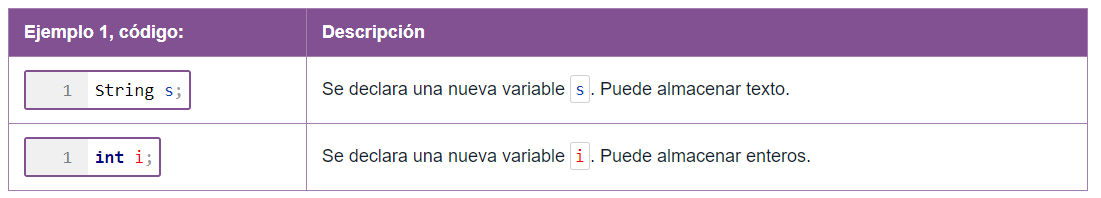 Ejemplo 1, código:
Descripción
1 String s;
Se declara una nueva variable s. Puede almacenar texto.
1 int i;
Se declara una nueva variable i. Puede almacenar enteros.